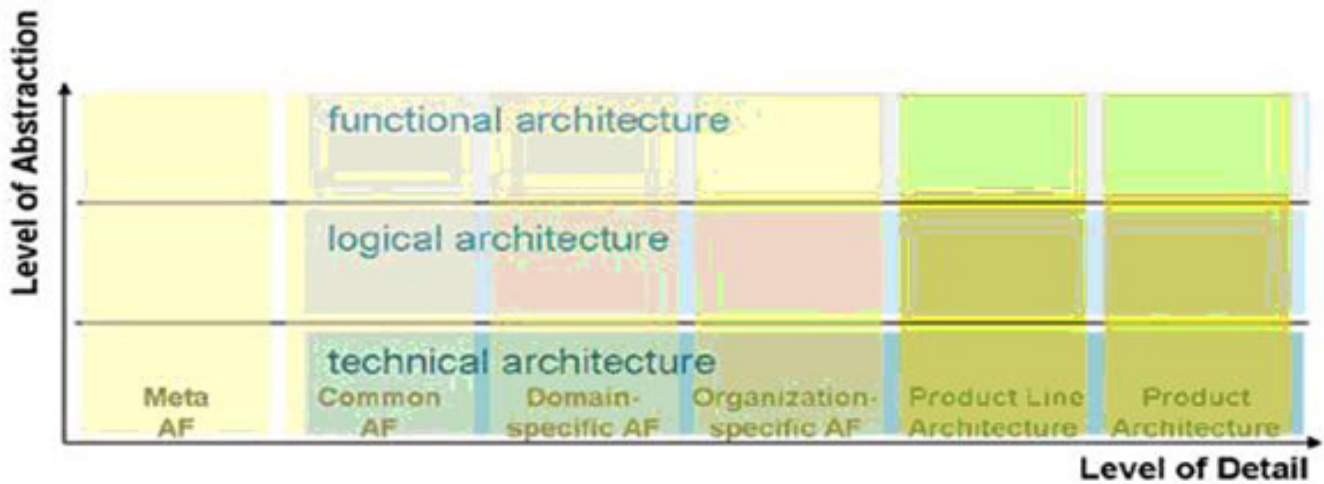 Level of Abstraction
functional architecture
logical architecture
technical architecture
Meta
AF
Common
AF
Domain-
specific AF
Organization-
specific AF
Product Line
Architecture
Product
Architecture
Level of Detail